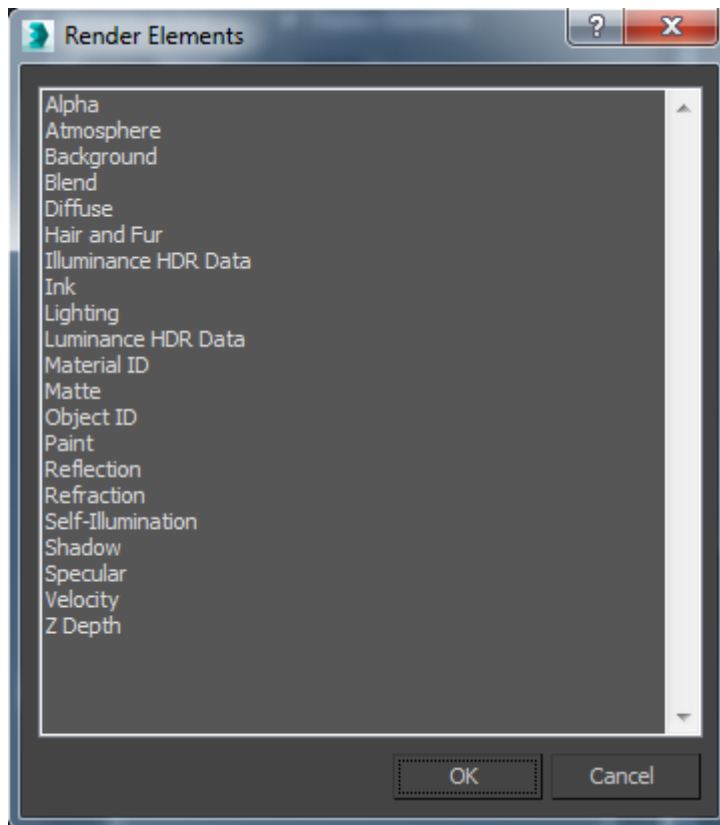 Render Elements
?
Alpha
Atmosphere
Background
Blend
Diffuse
Hair and Fur
Illuminance HDR Data
Ink
Lighting
Luminance HDR Data
Material ID
Matte
Object ID
Paint
Reflection
Refraction
Self-Illumination
Shadow
Specular
Velocity
Z Depth
OK Cancel